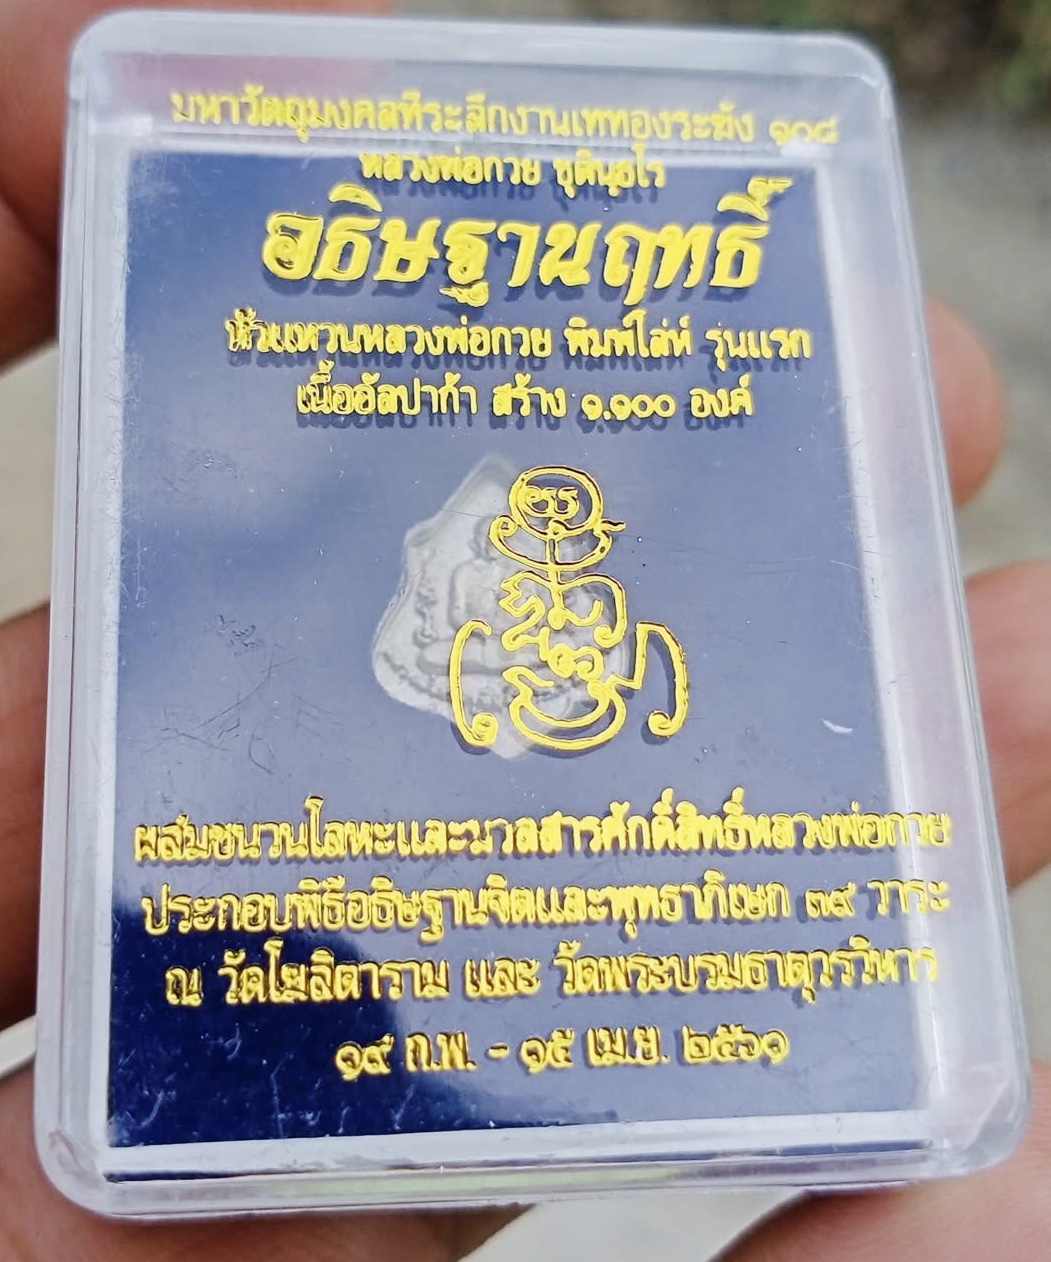 มหาวัตถุมงคลที่ระลึกงานเททองระฆัง ๑๐๘
หลวงพ่อกวย ชุตินฺธโร
อธิษฐานฤทธิ์
หัวแหวนหลวงพ่อกวย พิมพ์โล่ห์ รุ่นแรก
เนื้ออัลปาก้า สร้าง ๑,๑๐๐ องค์
ผสมชนวนโลหะและมวลสารศักดิ์สิทธิ์หลวงพ่อกวย
ประกอบพิธีอธิษฐานจิตและพุทธาภิเษก ๓๙ วาระ
ณ วัดโฆสิตาราม และ วัดพระบรมธาตุวรวิหาร
๑๙ ก.พ. - ๑๕ เม.ย. ๒๕๖๑